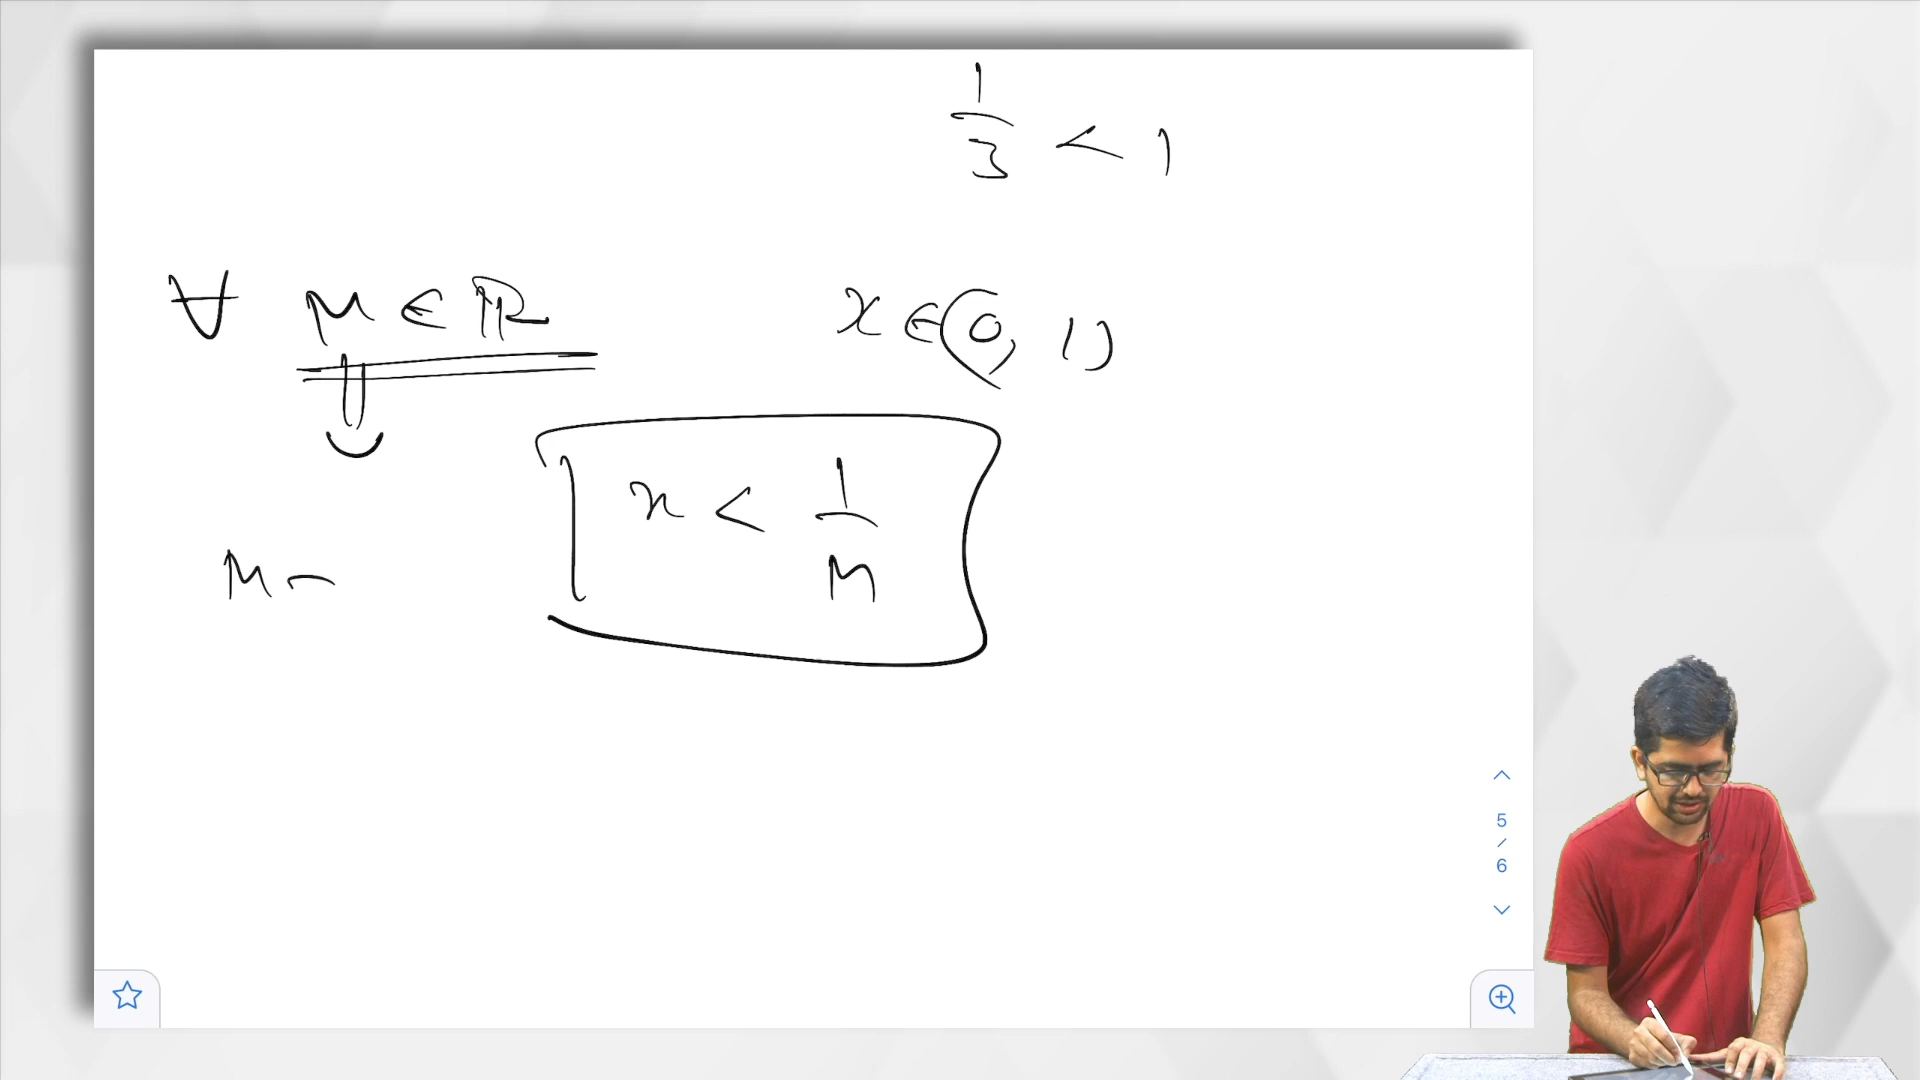 1/3 < 1
∀ M ∈ ℝ x ∈ (0, 1)
x < 1/M
M =
5
/
6